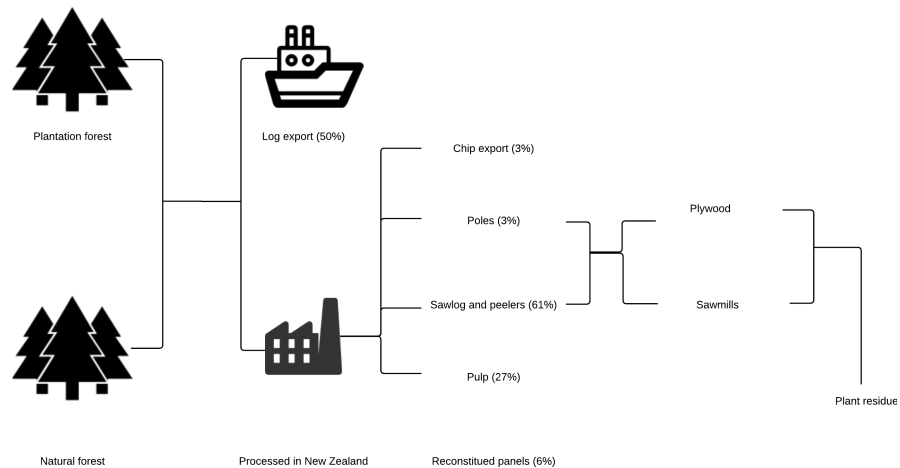 Plantation forest
Log export (50%)
Chip export (3%)
Poles (3%)
Plywood
Sawlog and peelers (61%)
Sawmills
Pulp (27%)
Plant residue
Natural forest
Processed in New Zealand
Reconstitued panels (6%)